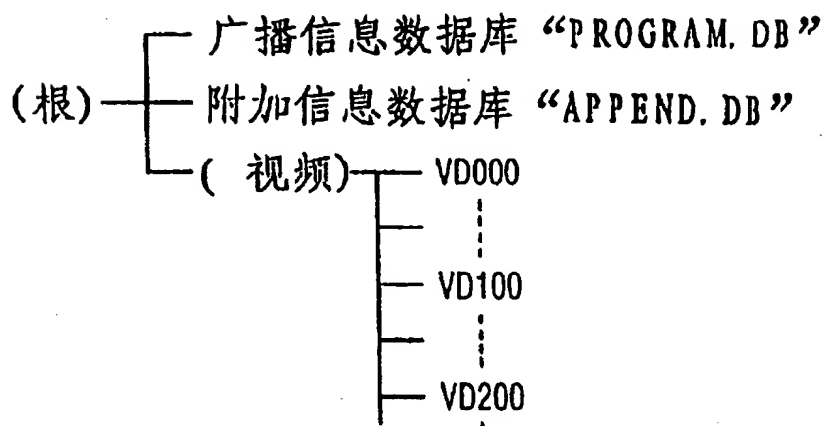 广播信息数据库 “PROGRAM. DB”
(根)
附加信息数据库 “APPEND. DB”
( 视频)
VD000
VD100
VD200